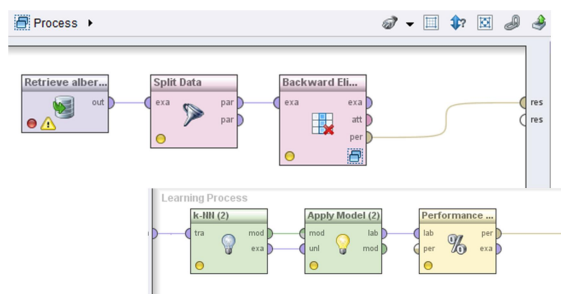 Process
Retrieve alber...
Split Data
Backward Eli...
out
exa
par
exa
exa
res
par
att
res
per
Learning Process
k-NN (2)
Apply Model (2)
Performance ...
tra
mod
mod
lab
lab
per
exa
unl
mod
per
exa